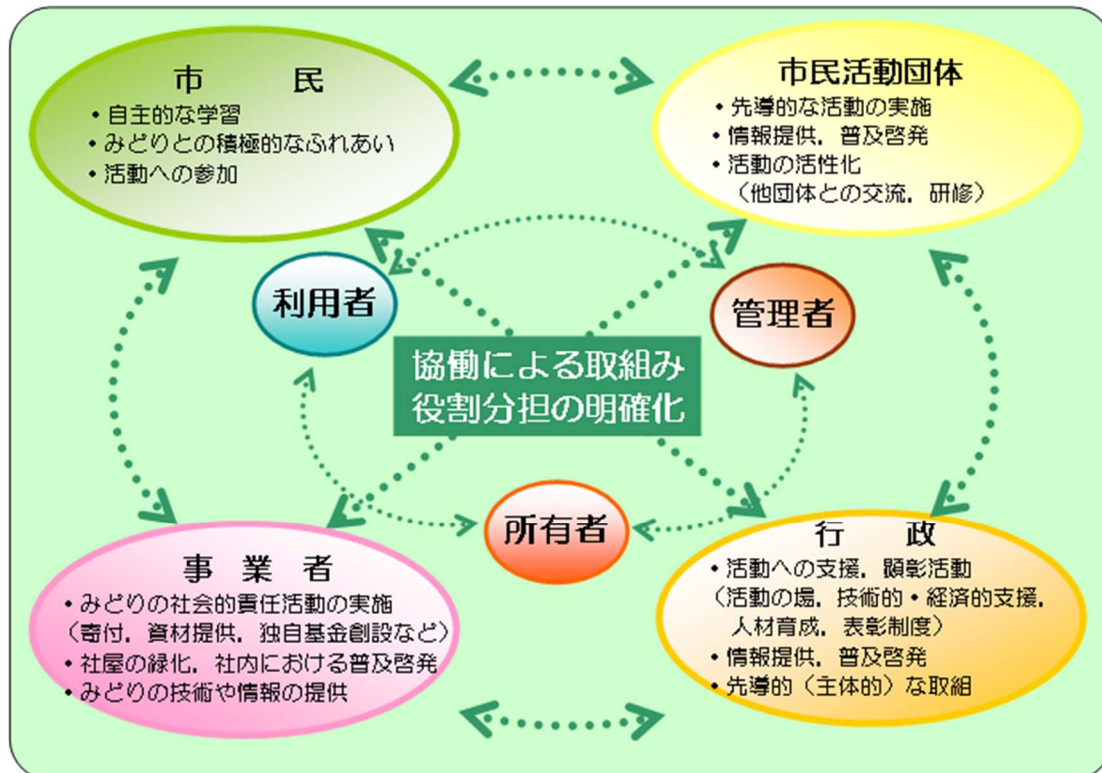 市　　民
・自主的な学習
・みどりとの積極的なふれあい
・活動への参加
市民活動団体
・先導的な活動の実施
・情報提供，普及啓発
・活動の活性化
（他団体との交流，研修）
利用者
管理者
協働による取組み
役割分担の明確化
所有者
事　業　者
・みどりの社会的責任活動の実施
（寄付，資材提供，独自基金創設など）
・社屋の緑化，社内における普及啓発
・みどりの技術や情報の提供
行　　政
・活動への支援，顕彰活動
（活動の場，技術的・経済的支援，
人材育成，表彰制度）
・情報提供，普及啓発
・先導的（主体的）な取組